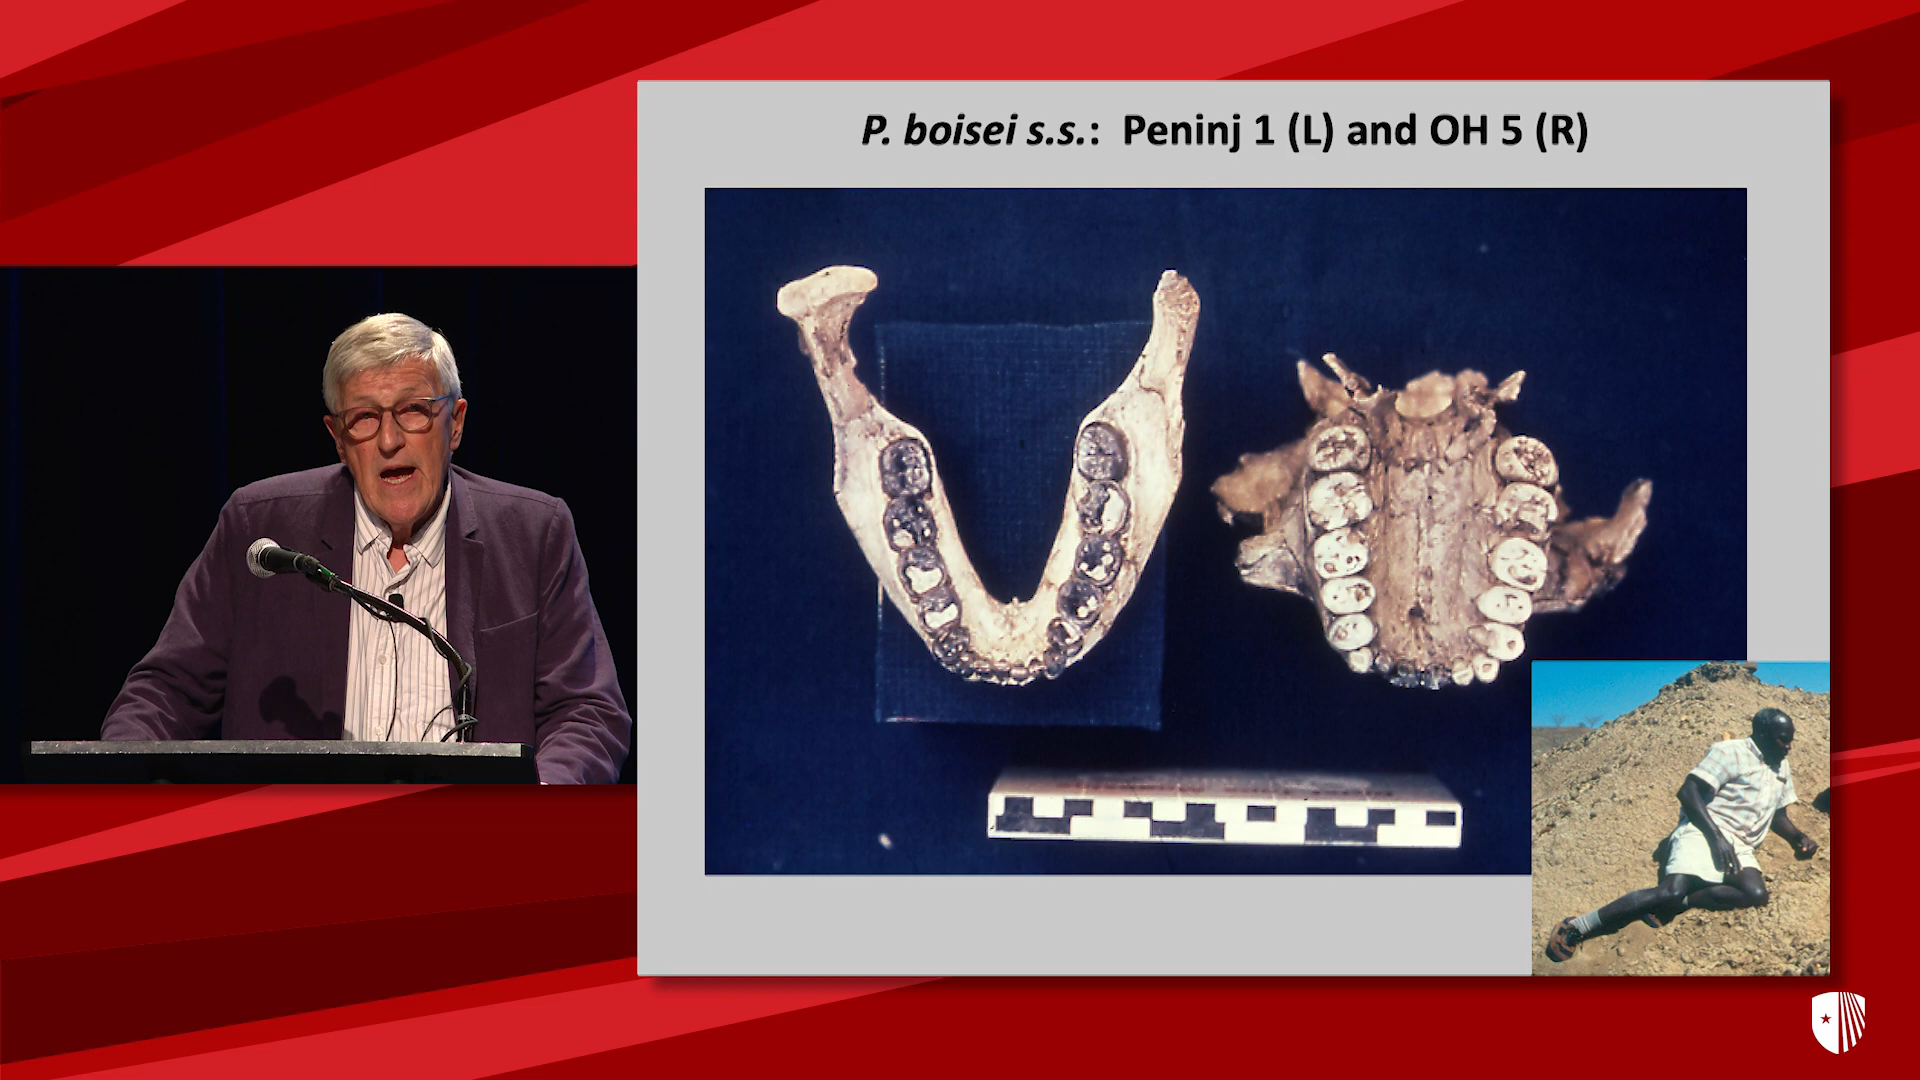 P. boisei s.s.: Peninj 1 (L) and OH 5 (R)